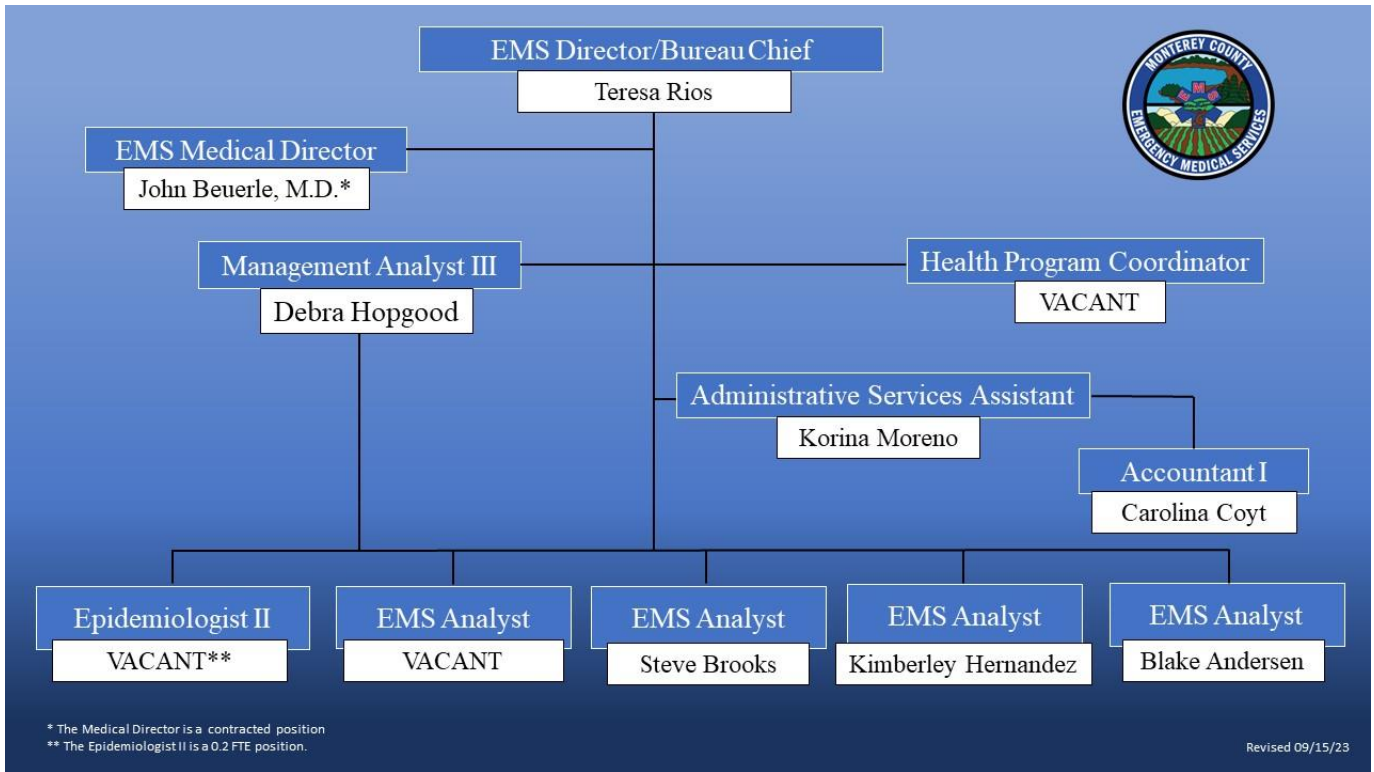 EMS Director/Bureau Chief
Teresa Rios
MONTEREY COUNTY
EMS
EMERGENCY MEDICAL SERVICES
EMS Medical Director
John Beuerle, M.D.*
Management Analyst III
Debra Hopgood
Health Program Coordinator
VACANT
Administrative Services Assistant
Korina Moreno
Accountant I
Carolina Coyt
Epidemiologist II
VACANT**
EMS Analyst
VACANT
EMS Analyst
Steve Brooks
EMS Analyst
Kimberley Hernandez
EMS Analyst
Blake Andersen
* The Medical Director is a contracted position
** The Epidemiologist II is a 0.2 FTE position.
Revised 09/15/23